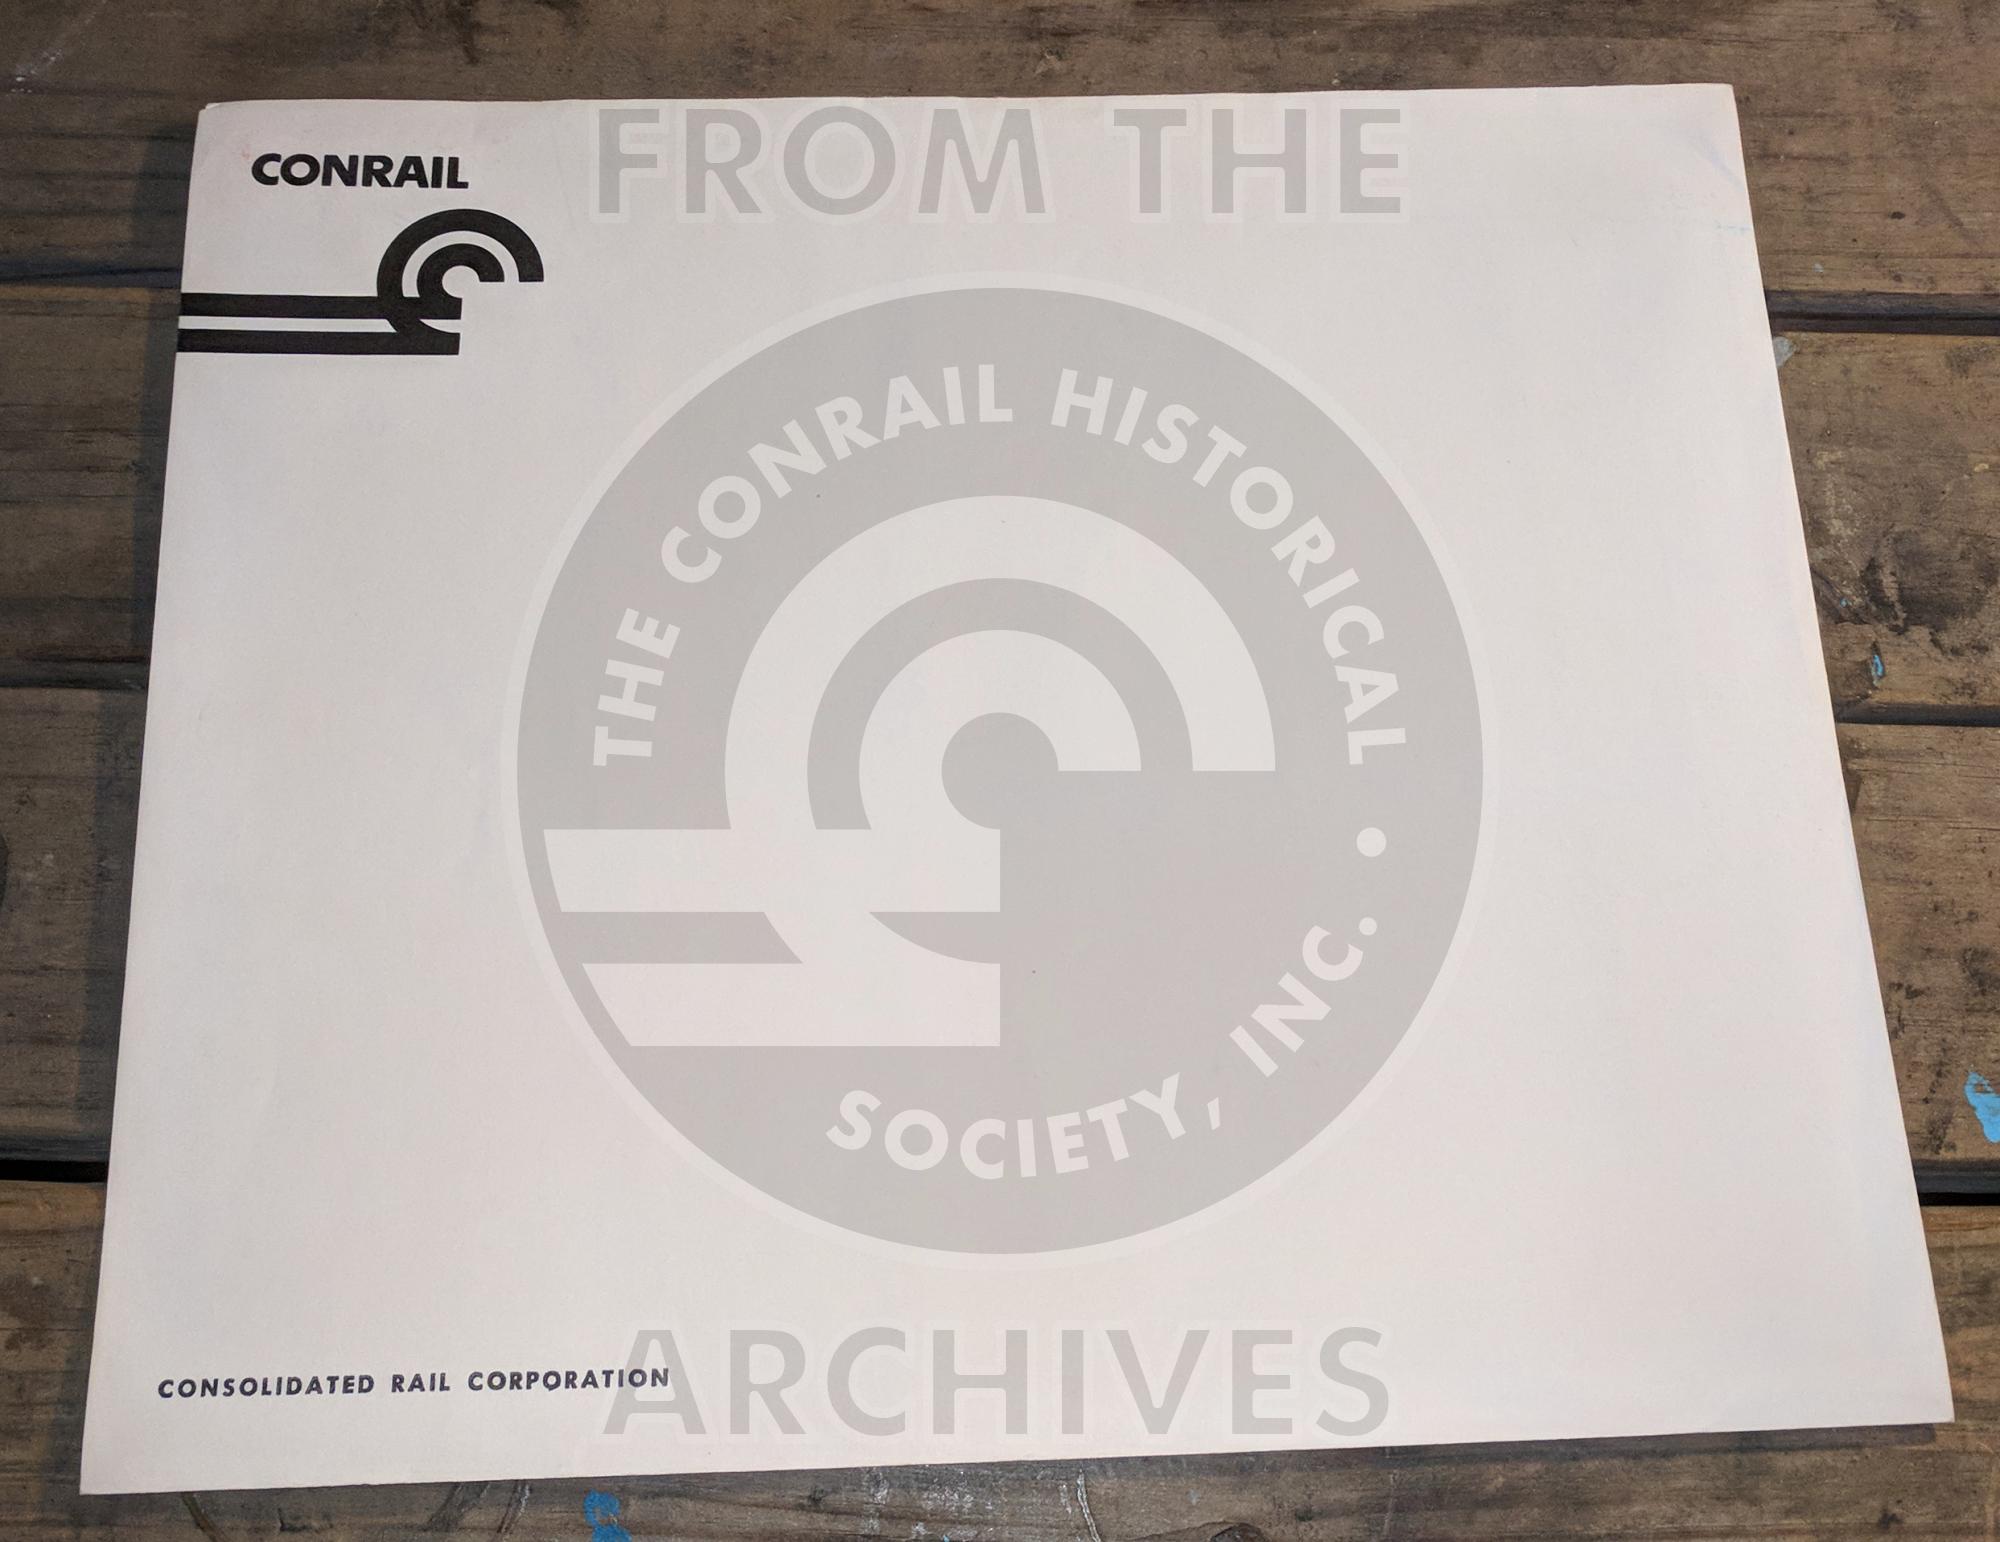 FROM THE
CONRAIL
THE CONRAIL HISTORICAL
SOCIETY, INC. •
CONSOLIDATED RAIL CORPORATION
ARCHIVES